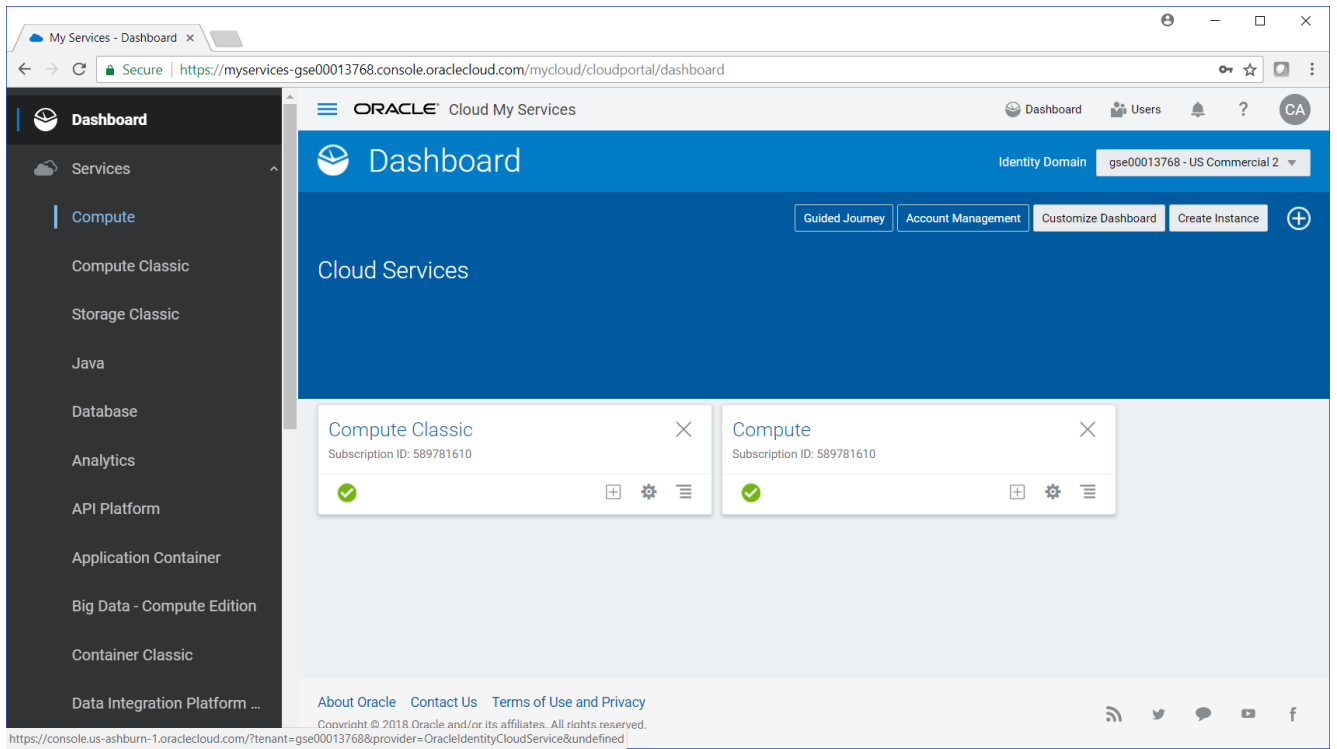 My Services - Dashboard
Secure | https://myservices-gse00013768.console.oraclecloud.com/mycloud/cloudportal/dashboard
Dashboard
Services
Compute
Compute Classic
Storage Classic
Java
Database
Analytics
API Platform
Application Container
Big Data - Compute Edition
Container Classic
Data Integration Platform ...
ORACLE® Cloud My Services
Dashboard Users ? CA
Dashboard
Identity Domain gse00013768 - US Commercial 2
Guided Journey Account Management Customize Dashboard Create Instance
Cloud Services
Compute Classic
Subscription ID: 589781610
Compute
Subscription ID: 589781610
About Oracle Contact Us Terms of Use and Privacy
Copyright © 2018 Oracle and/or its affiliates. All rights reserved.
https://console.us-ashburn-1.oraclecloud.com/?tenant=gse00013768&provider=OracleIdentityCloudService&undefined